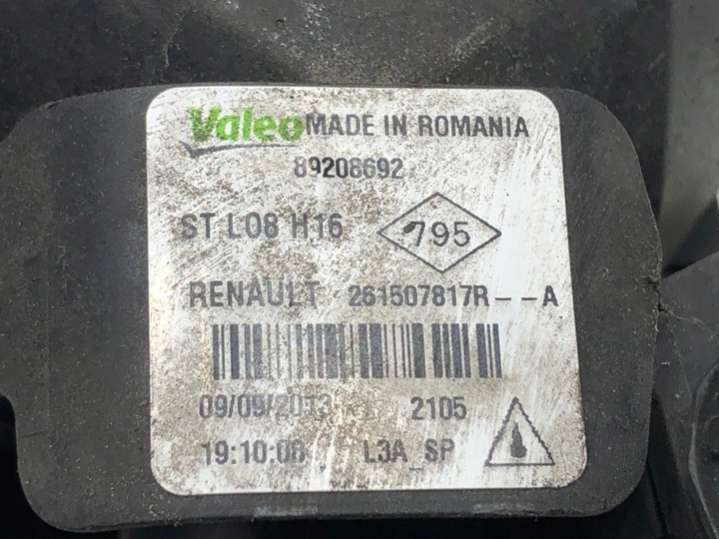 Valeo MADE IN ROMANIA
89208692
ST L08 H16 795
RENAULT 261507817R--A
09/09/2013 2105
19:10:08 L3A_SP